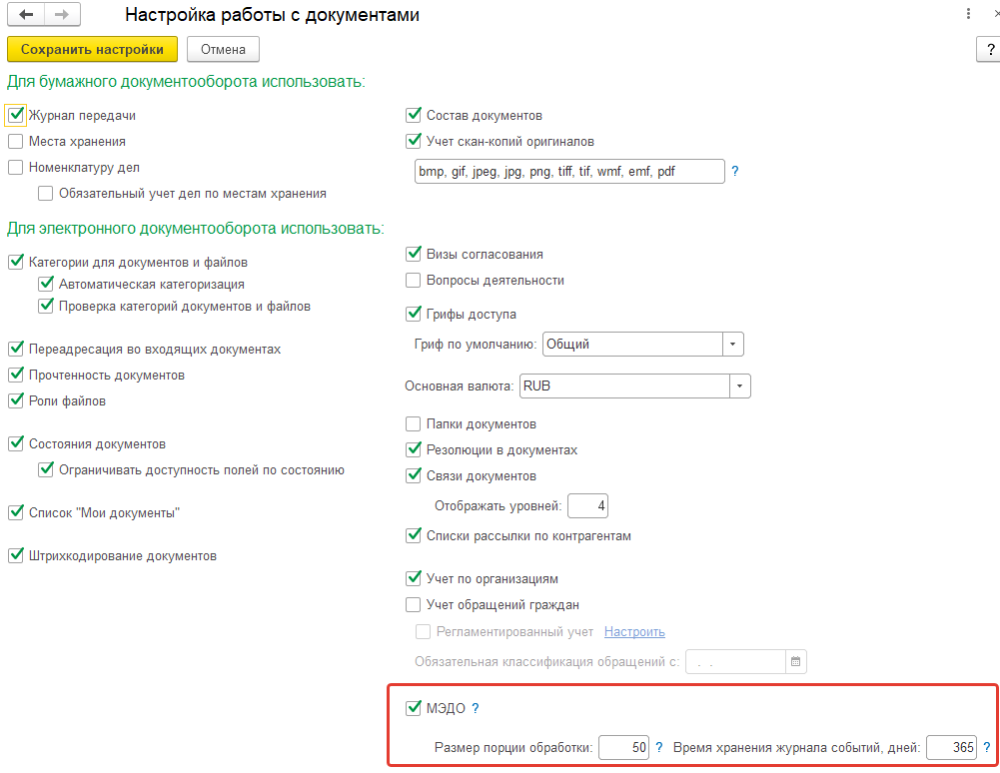 Настройка работы с документами
Сохранить настройки Отмена ?
Для бумажного документооборота использовать:
Журнал передачи
Места хранения
Номенклатуру дел
Обязательный учет дел по местам хранения
Состав документов
Учет скан-копий оригиналов
bmp, gif, jpeg, jpg, png, tiff, tif, wmf, emf, pdf ?
Для электронного документооборота использовать:
Категории для документов и файлов
Автоматическая категоризация
Проверка категорий документов и файлов
Переадресация во входящих документах
Прочтенность документов
Роли файлов
Состояния документов
Ограничивать доступность полей по состоянию
Список "Мои документы"
Штрихкодирование документов
Визы согласования
Вопросы деятельности
Грифы доступа
Гриф по умолчанию: Общий
Основная валюта: RUB
Папки документов
Резолюции в документах
Связи документов
Отображать уровней: 4
Списки рассылки по контрагентам
Учет по организациям
Учет обращений граждан
Регламентированный учет Настроить
Обязательная классификация обращений с: . .
МЭДО ?
Размер порции обработки: 50 ? Время хранения журнала событий, дней: 365 ?